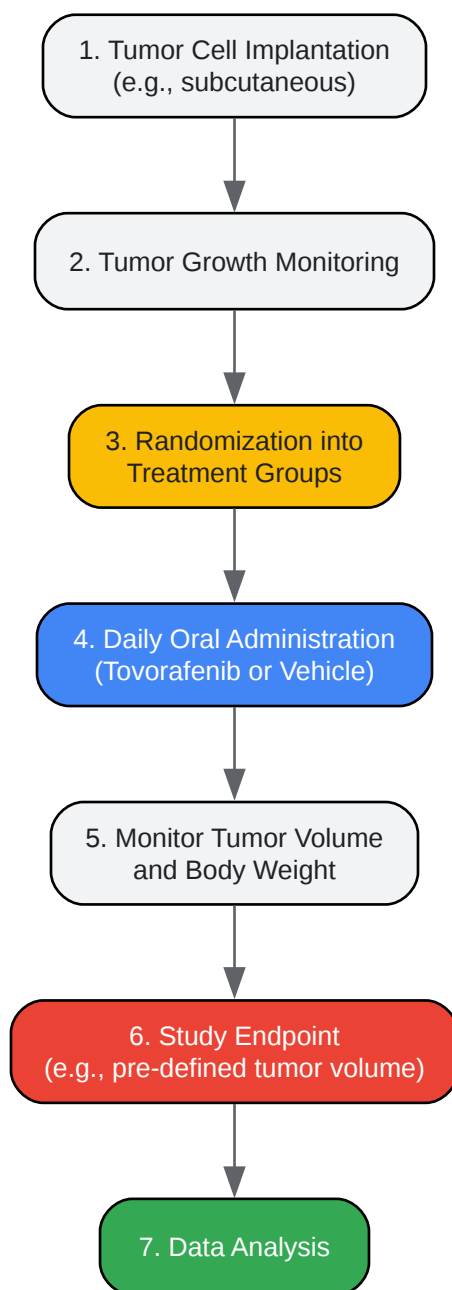 1. Tumor Cell Implantation
(e.g., subcutaneous)
2. Tumor Growth Monitoring
3. Randomization into
Treatment Groups
4. Daily Oral Administration
(Tovorafenib or Vehicle)
5. Monitor Tumor Volume
and Body Weight
6. Study Endpoint
(e.g., pre-defined tumor volume)
7. Data Analysis